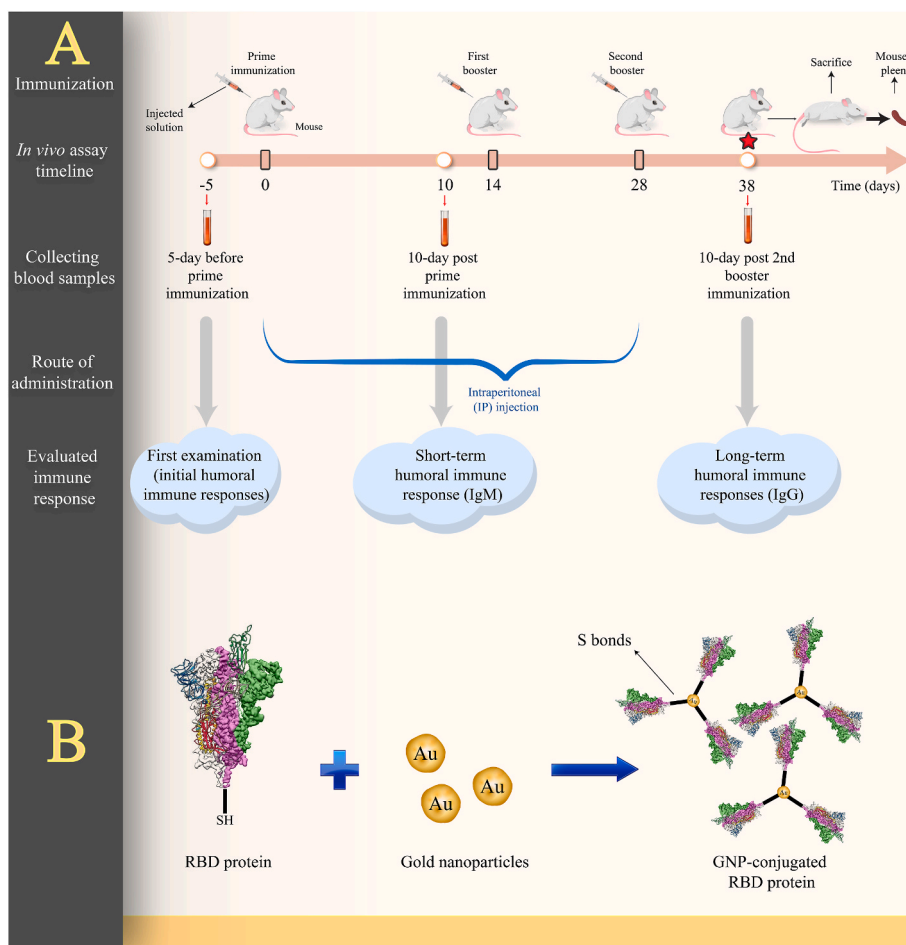 A
Immunization
In vivo assay
timeline
Collecting
blood samples
Route of
administration
Evaluated
immune
response
Prime
immunization
Injected
solution
Mouse
First
booster
Second
booster
Sacrifice
Mouse
pleen
-5
0
10
14
28
38
Time (days)
5-day before
prime
immunization
10-day post
prime
immunization
10-day post 2nd
booster
immunization
Intraperitoneal
(IP) injection
First examination
(initial humoral
immune responses)
Short-term
humoral immune
response (IgM)
Long-term
humoral immune
responses (IgG)
B
SH
RBD protein
Au
Au
Au
Gold nanoparticles
S bonds
Au
Au
Au
GNP-conjugated
RBD protein